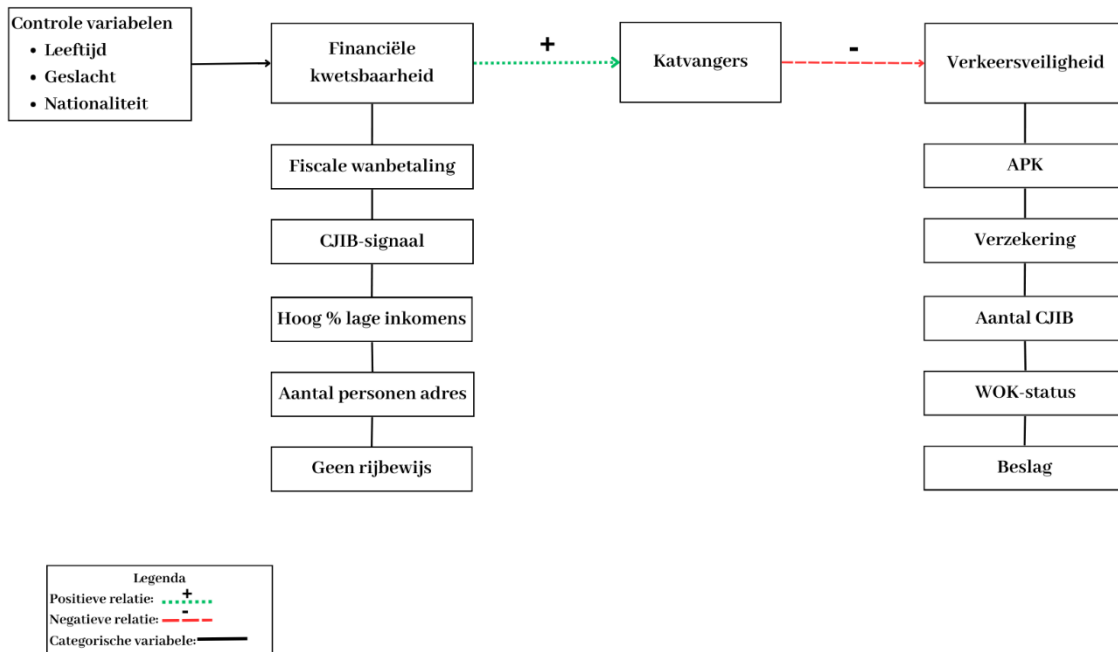 Controle variabelen
• Leeftijd
• Geslacht
• Nationaliteit
Financiële
kwetsbaarheid
+
Katvangers
-
Verkeersveiligheid
Fiscale wanbetaling
CJIB-signaal
Hoog % lage inkomens
Aantal personen adres
Geen rijbewijs
APK
Verzekering
Aantal CJIB
WOK-status
Beslag
Legenda
Positieve relatie: +
Negatieve relatie: -
Categorische variabele: